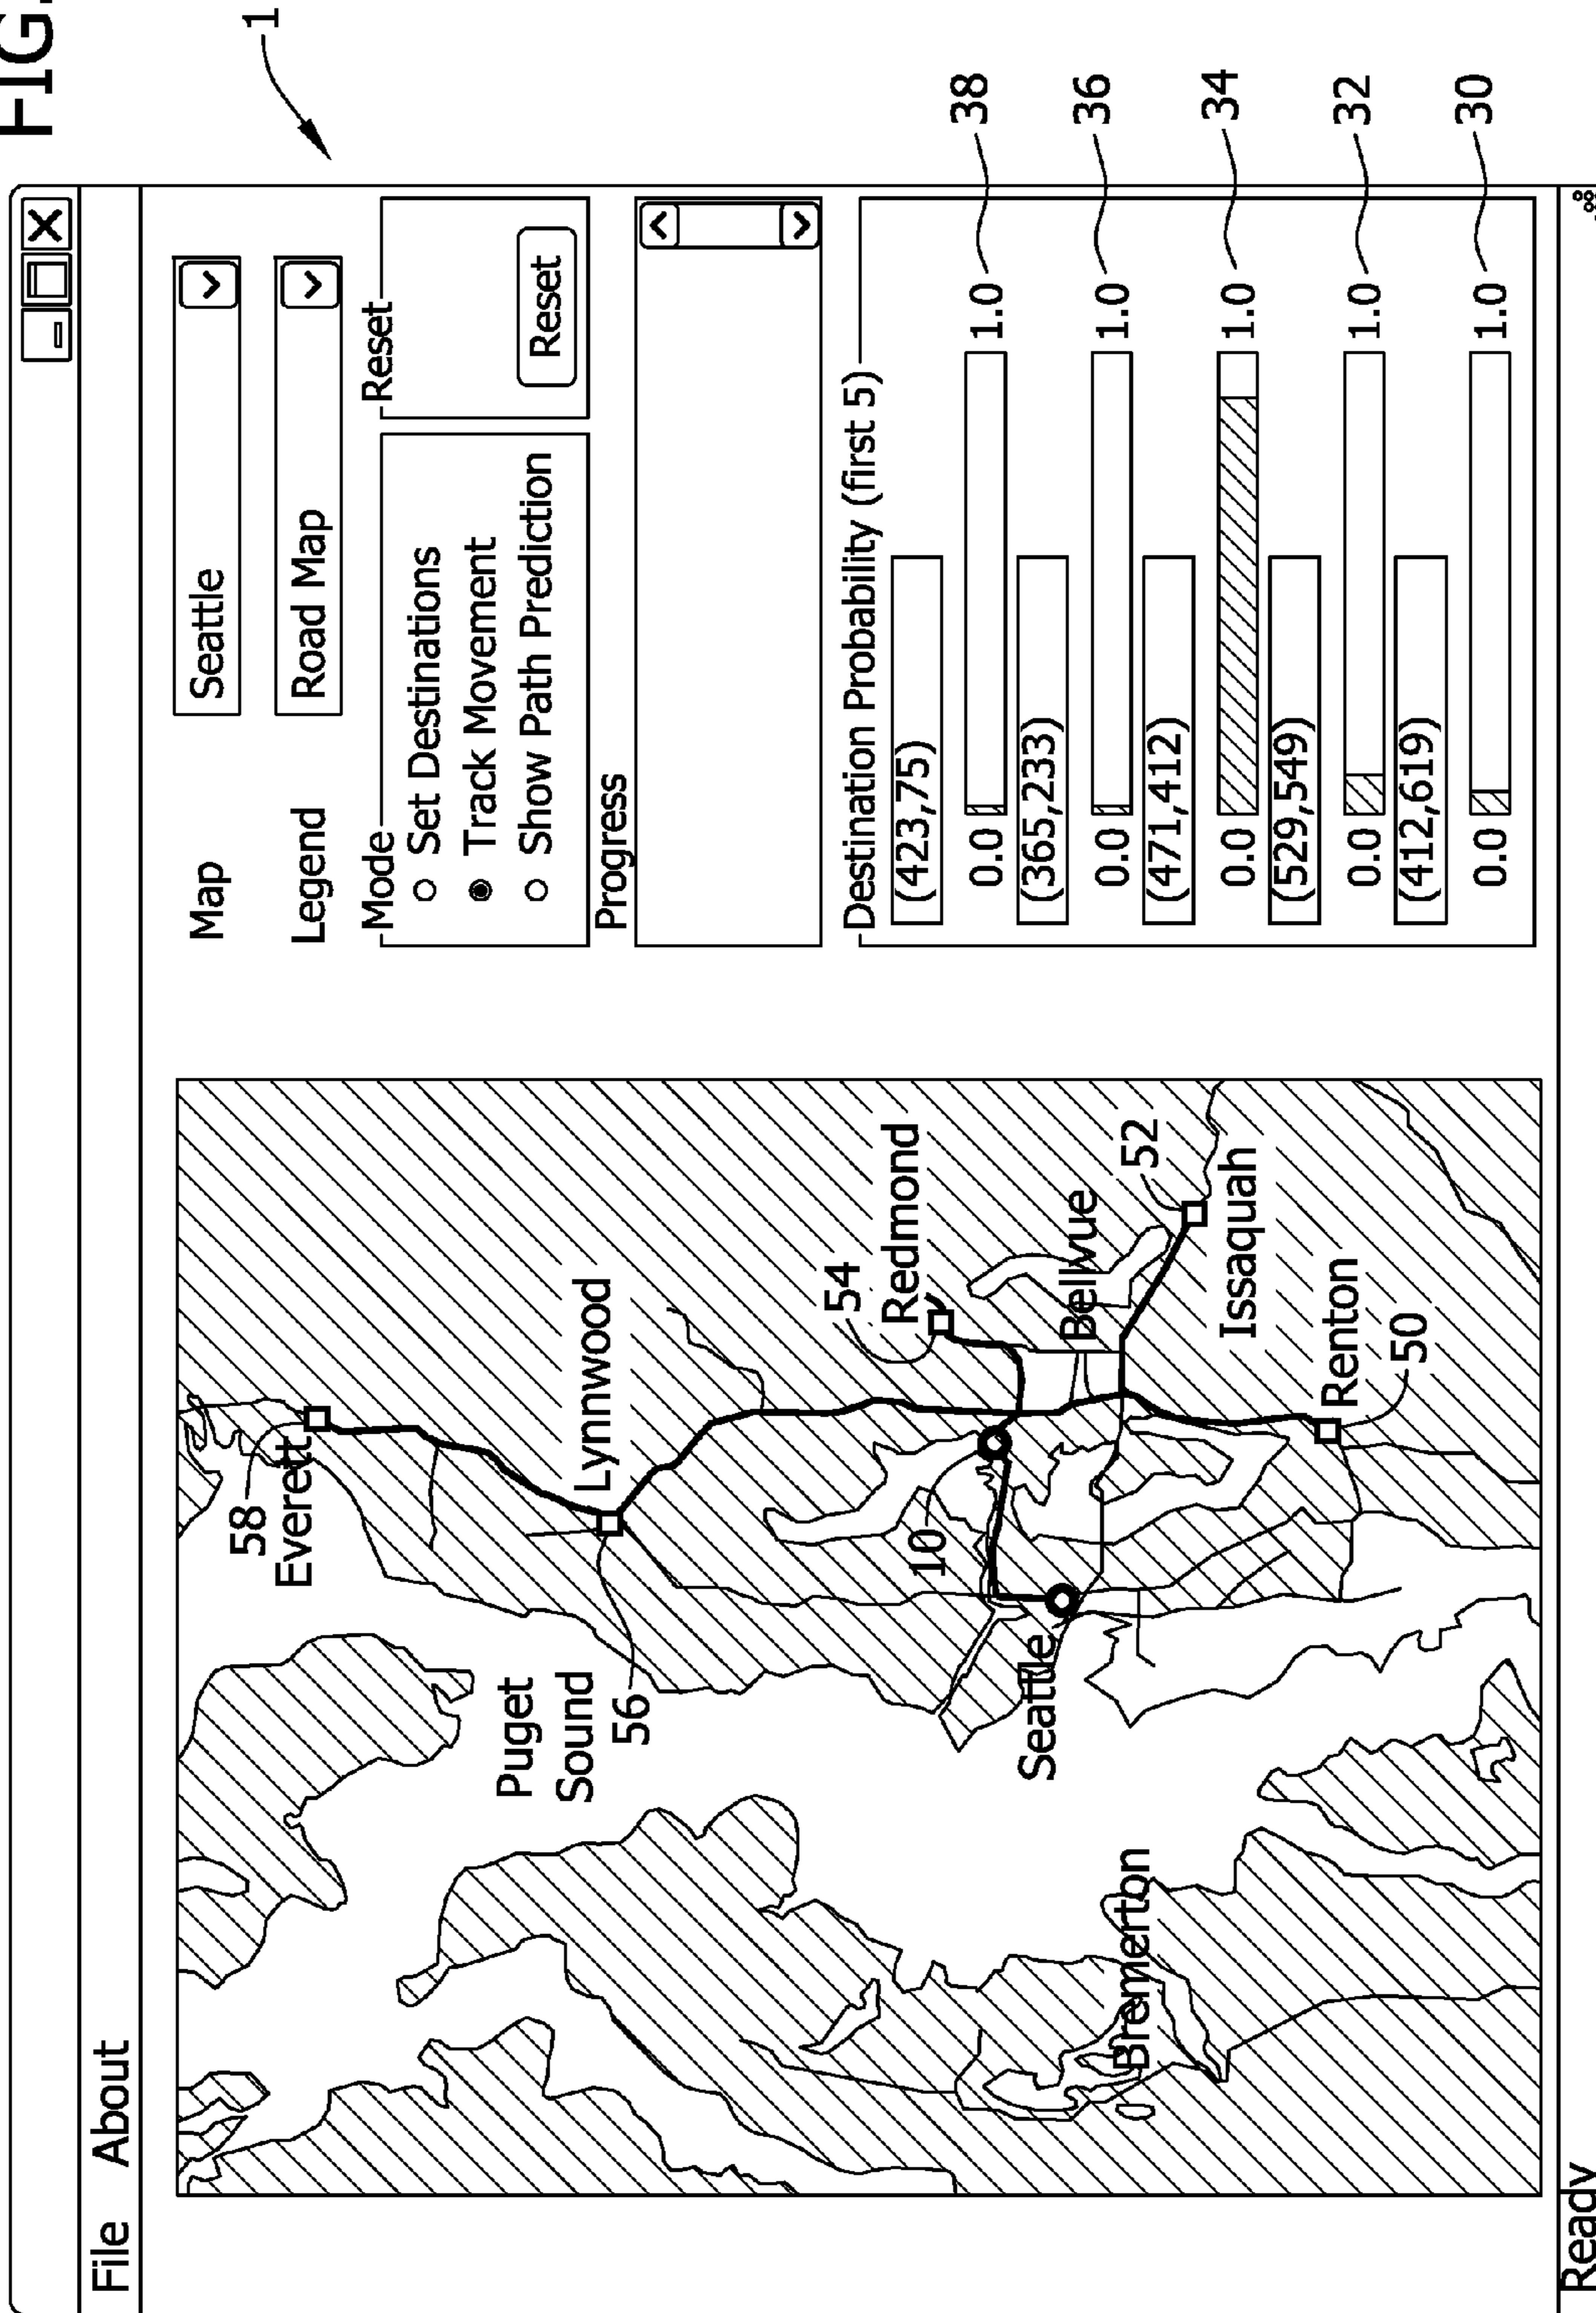 FIG.
1
File About
Map
Seattle
Legend
Road Map
Mode
Set Destinations
Track Movement
Show Path Prediction
Reset
Reset
Progress
Destination Probability (first 5)
(423,75)
0.0 1.0 38
(365,233)
0.0 1.0 36
(471,412)
0.0 1.0 34
(529,549)
0.0 1.0 32
(412,619)
0.0 1.0 30
58
Everett
Lynnwood
Puget
Sound
56
54
Redmond
10
Seattle
Bellvue
52
Bremerton
Issaquah
Renton
50
Ready